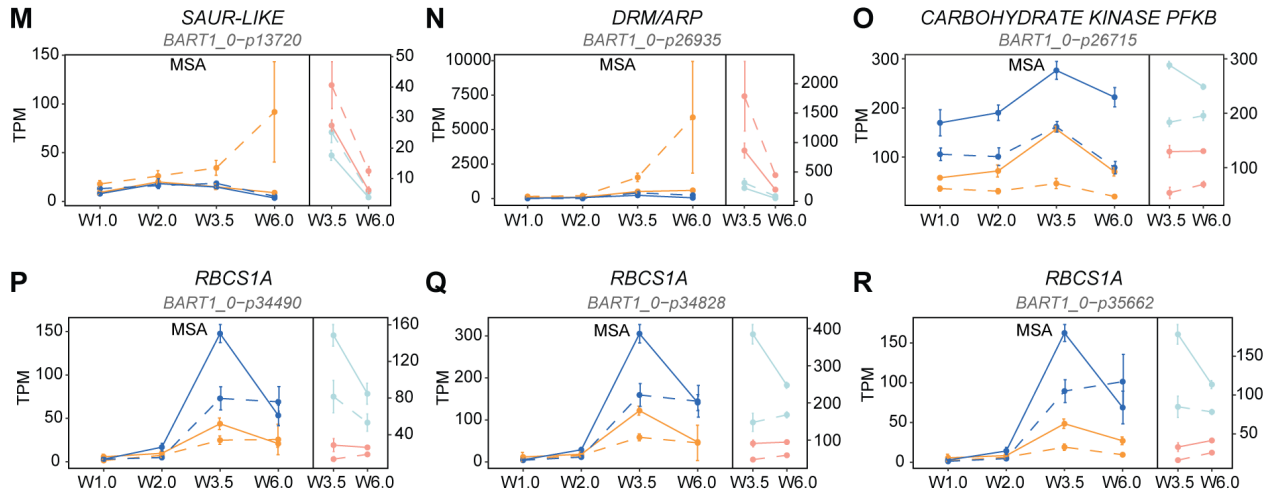 M
SAUR-LIKE
BART1_0−p13720
MSA
TPM
150
100
50
0
50
40
30
20
10
W1.0 W2.0 W3.5 W6.0 W3.5 W6.0
N
DRM/ARP
BART1_0−p26935
MSA
TPM
10000
7500
5000
2500
0
2000
1500
1000
500
0
W1.0 W2.0 W3.5 W6.0 W3.5 W6.0
O
CARBOHYDRATE KINASE PFKB
BART1_0−p26715
MSA
TPM
300
200
100
300
200
100
W1.0 W2.0 W3.5 W6.0 W3.5 W6.0
P
RBCS1A
BART1_0−p34490
MSA
TPM
150
100
50
0
160
120
80
40
W1.0 W2.0 W3.5 W6.0 W3.5 W6.0
Q
RBCS1A
BART1_0−p34828
MSA
TPM
300
200
100
0
400
300
200
100
W1.0 W2.0 W3.5 W6.0 W3.5 W6.0
R
RBCS1A
BART1_0−p35662
MSA
TPM
150
100
50
0
150
100
50
W1.0 W2.0 W3.5 W6.0 W3.5 W6.0